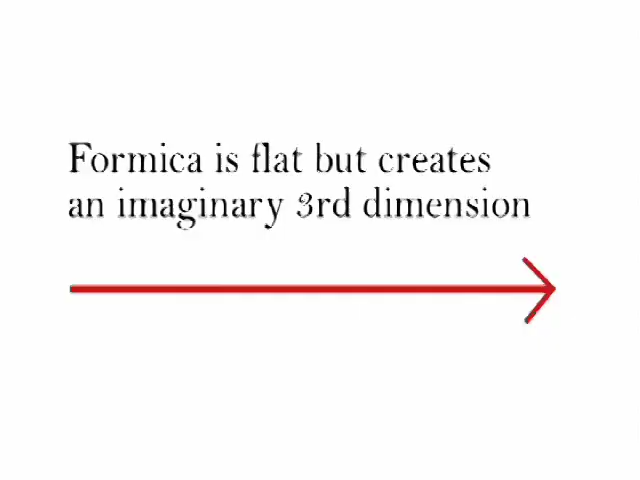 Formica is flat but creates
an imaginary 3rd dimension